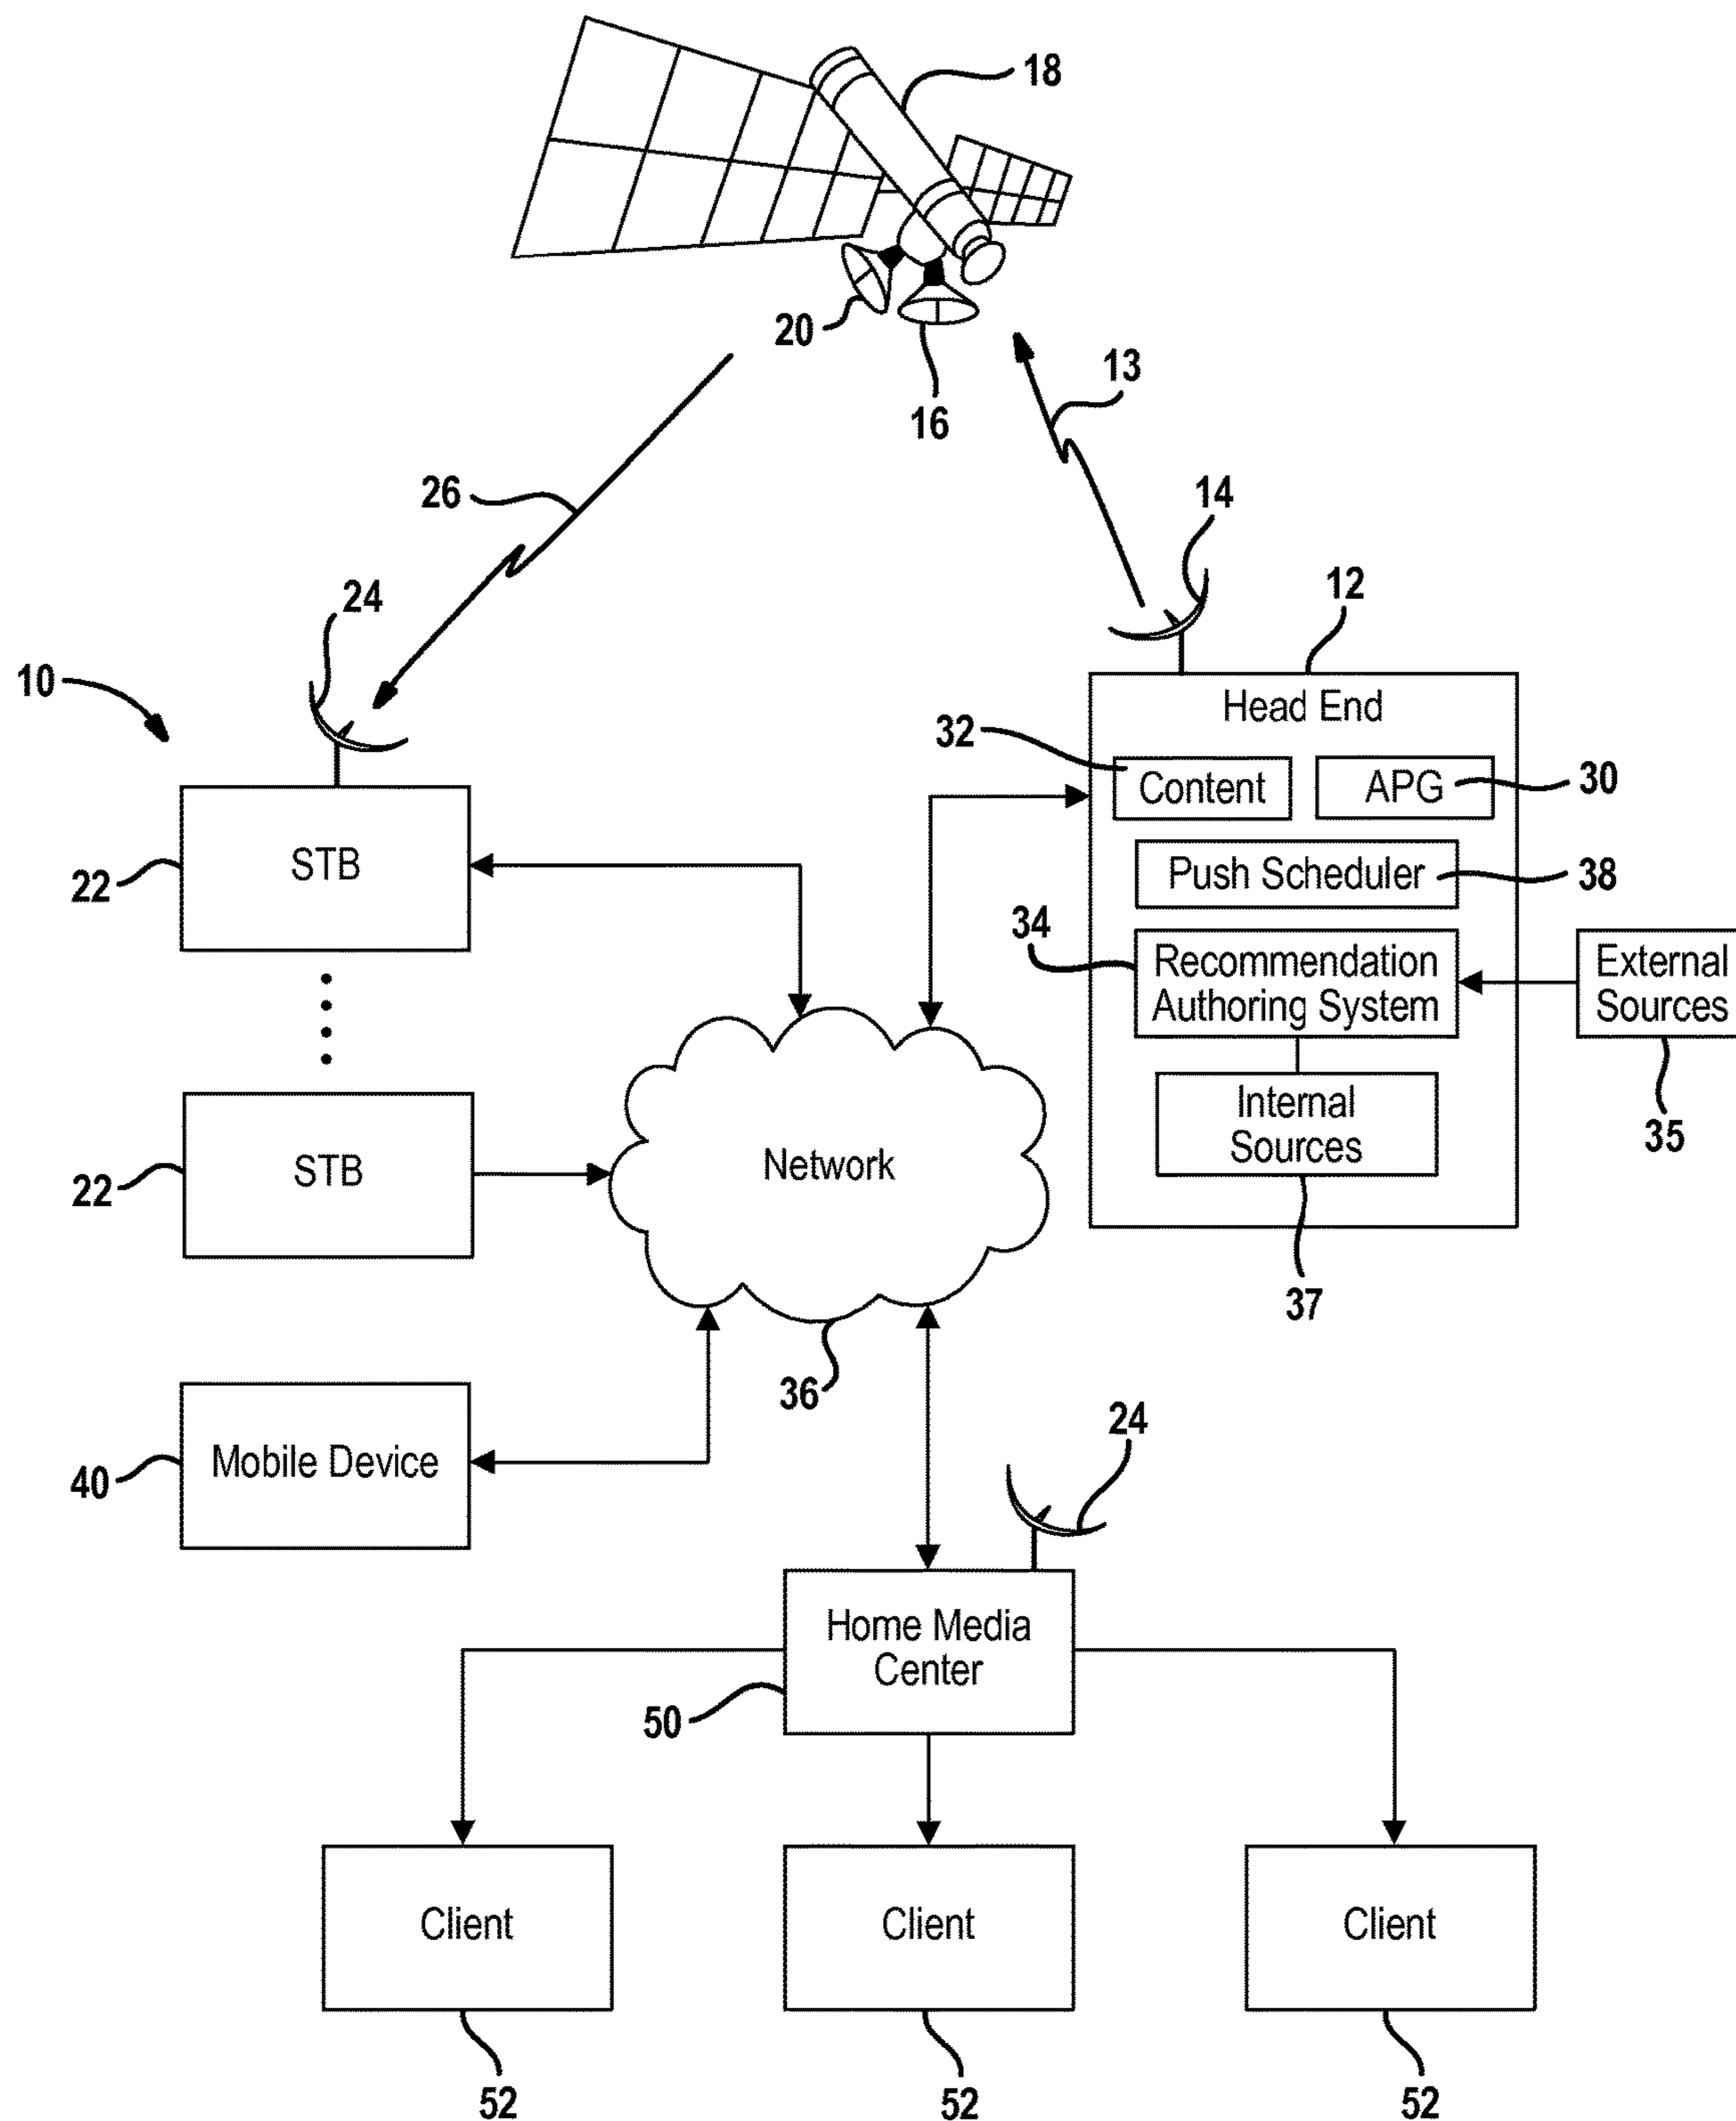 18
20
16
13
26
14
24
12
10
Head End
32
Content
APG
30
STB
22
Push Scheduler
38
34
Recommendation
Authoring System
External
Sources
35
Internal
Sources
37
STB
22
Network
36
Mobile Device
40
24
Home Media
Center
50
Client
Client
Client
52
52
52